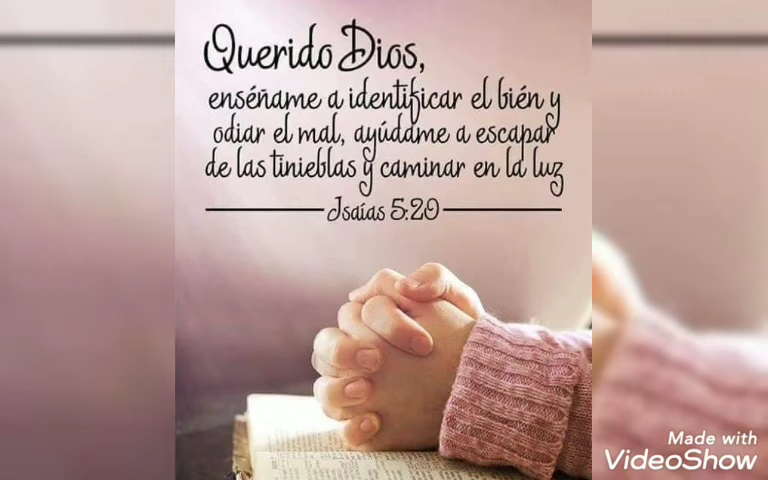 Querido Dios,
enséñame a identificar el bién y
odiar el mal, ayúdame a escapar
de las tinieblas y caminar en la luz
Isaías 5:20
Made with
VideoShow